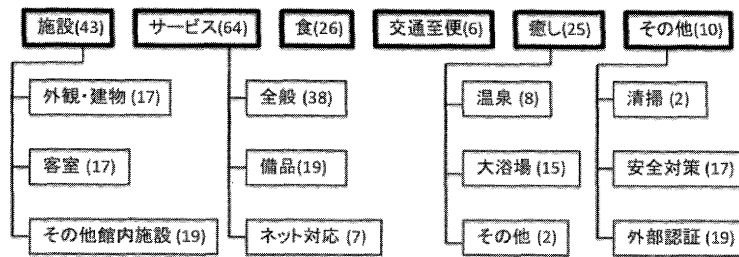 施設(43) サービス(64) 食(26) 交通至便(6) 癒し(25) その他(10)
外観・建物(17) 全般(38) 温泉(8) 清掃(2)
客室(17) 備品(19) 大浴場(15) 安全対策(17)
その他館内施設(19) ネット対応(7) その他(2) 外部認証(19)